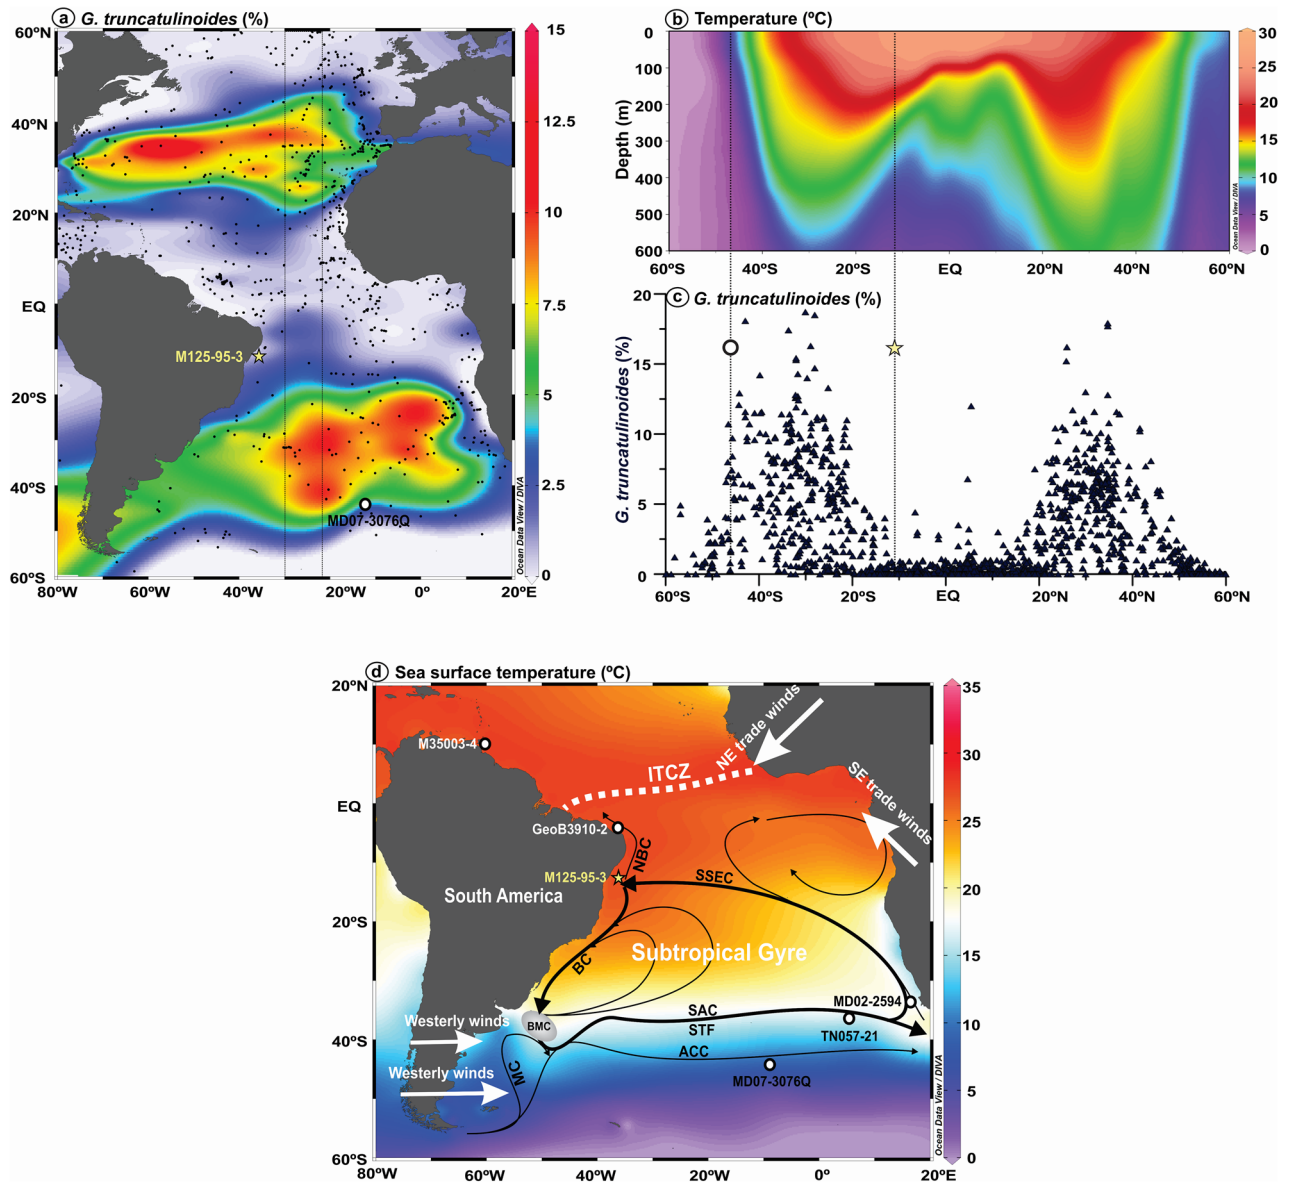 a G. truncatulinoides (%)
60ºN
40ºN
20ºN
EQ
20ºS
40ºS
60ºS
80ºW
60ºW
40ºW
20ºW
0º
20ºE
M125-95-3
MD07-3076Q
Ocean Data View / DIVA
15
12.5
10
7.5
5
2.5
0
b Temperature (ºC)
Depth (m)
0
100
200
300
400
500
600
60ºS
40ºS
20ºS
EQ
20ºN
40ºN
60ºN
Ocean Data View / DIVA
30
25
20
15
10
5
0
c G. truncatulinoides (%)
G. truncatulinoides (%)
20
15
10
5
0
60ºS
40ºS
20ºS
EQ
20ºN
40ºN
60ºN
d Sea surface temperature (ºC)
20ºN
EQ
20ºS
40ºS
60ºS
80ºW
60ºW
40ºW
20ºW
0º
20ºE
M35003-4
ITCZ
NE trade winds
SE trade winds
GeoB3910-2
NBC
M125-95-3
SSEC
South America
Subtropical Gyre
BC
MD02-2594
SAC
STF
TN057-21
BMC
Westerly winds
ACC
MC
Westerly winds
MD07-3076Q
Ocean Data View / DIVA
35
30
25
20
15
10
5
0